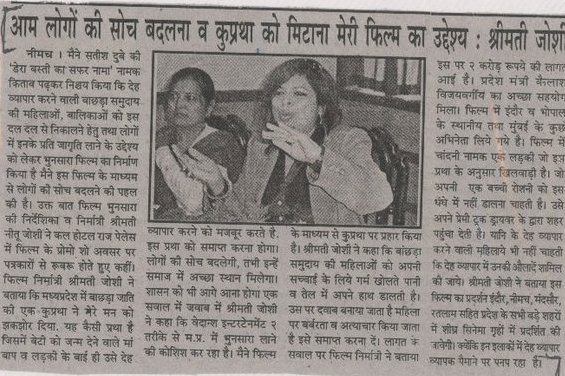 आम लोगों की सोच बदलना व कुप्रथा को मिटाना मेरी फिल्म का उद्देश्य : श्रीमती जोशी
नीमच । मैने सतीश दुबे की
'डेरा बस्ती का सफर नामा' नामक
किताब पढ़कर निश्चय किया कि देह
व्यापार करने वाली बाछड़ा समुदाय
की महिलाओं, बालिकाओं को इस
दल दल से निकालने हेतु तथा लोगों
में इनके प्रति जागृति लाने के उद्देश्य
को लेकर भुनसारा फिल्म का निर्माण
किया है मैने इस फिल्म के माध्यम
से लोगों की सोच बदलने की पहल
की है। उक्त बात फिल्म भुनसारा
की निर्देशिका व निर्मात्री श्रीमती
नीतू जोशी ने कल होटल राज पेलेस
में फिल्म के प्रोमो शो अवसर पर
पत्रकारों से रूबरू होते हुए कहीं।
फिल्म निर्मात्री श्रीमती जोशी ने
बताया कि मध्यप्रदेश में बाछड़ा जाति
की एक कुप्रथा ने मेरे मन को
झकझोर दिया. यह कैसी प्रथा है
जिसमें बेटी को जन्म देने वाले मां
बाप व लड़की के बाई ही उसे देह
व्यापार करने को मजबूर करते है.
इस प्रथा को समाप्त करना होगा।
लोगों की सोच बदलेगी, तभी इन्हें
समाज में अच्छा स्थान मिलेगा।
शासन को भी आगे आना होगा एक
सवाल में जवाब में श्रीमती जोशी
ने कहा कि वेदान्श इन्टरटेनमेंट २
तरीके से म.प्र. में भुनसारा लाने
की कोशिश कर रहा है। मैने फिल्म
के माध्यम से कुप्रथा पर प्रहार किया
है। श्रीमती जोशी ने कहा कि बांछड़ा
समुदाय की महिलाओं को अपनी
सच्चाई के लिये गर्म खोलते पानी
व तेल में अपने हाथ डालती है।
उस पर दवाब बनाया जाता है महिला
पर बर्बरता व अत्याचार किया जाता
है इसे समाप्त करना दें। लागत के
सवाल पर फिल्म निर्मात्री ने बताया
इस पर २ करोड़ रूपये की लागत
आई है। प्रदेश मंत्री कैलाश
विजयवर्गीय का अच्छा सहयोग
मिला। फिल्म में इंदौर व भोपाल
के स्थानीय तथा मुंबई के कुछ
अभिनेता लिये गये है। फिल्म में
चांदनी नामक एक लड़की जो इस
प्रथा के अनुसार खिलवाड़ी है। जो
अपनी एक बच्ची रोशनी को इस
धंधे में नहीं डालना चाहती है। उसे
अपने प्रेमी ट्रक ड्रायवर के द्वारा शहर
पहुंचा देती है। यानि के देह व्यापार
करने वाली महिलाये भी नहीं चाहती
कि देह व्यापार में उनकी औलादें शामिल
की जाये। श्रीमती जोशी ने बताया इस
फिल्म का प्रदर्शन इंदौर, नीमच, मंदसौर,
रतलाम सहित प्रदेश के सभी बड़े शहरों
में शीघ्र सिनेमा गृहों में प्रदर्शित की
जावेगी। क्योंकि इन इलाकों में देह व्यापार
व्यापक पैमाने पर पनप रहा है।